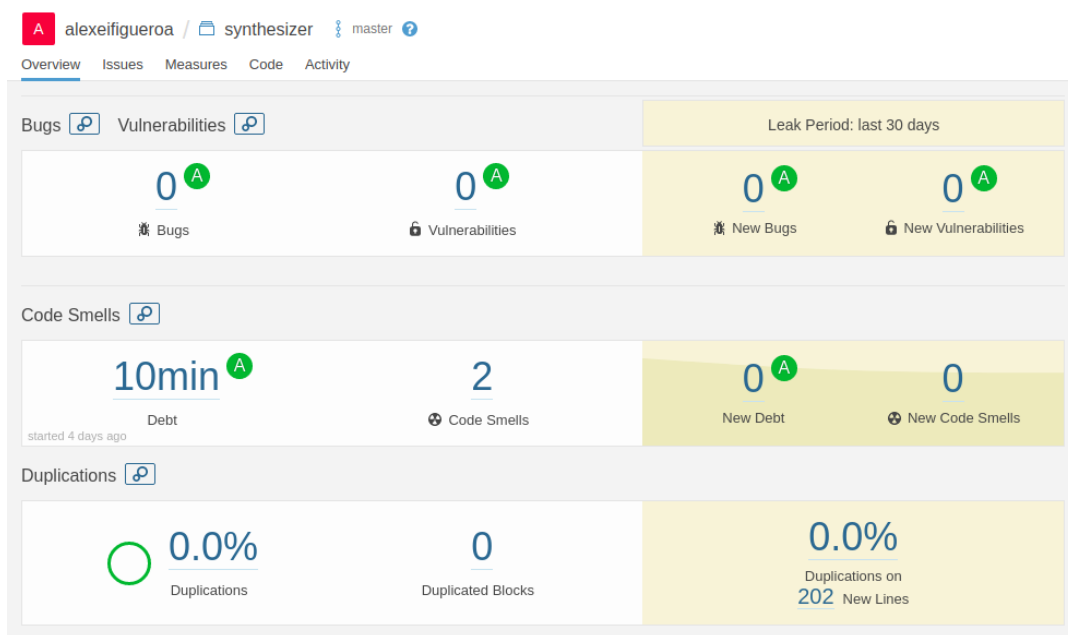 A alexeifigueroa / synthesizer master ?
Overview Issues Measures Code Activity
Bugs Vulnerabilities
Leak Period: last 30 days
0 A 0 A
Bugs Vulnerabilities
0 A 0 A
New Bugs New Vulnerabilities
Code Smells
10min A 2
Debt Code Smells
started 4 days ago
0 A 0
New Debt New Code Smells
Duplications
0.0% 0
Duplications Duplicated Blocks
0.0%
Duplications on
202 New Lines